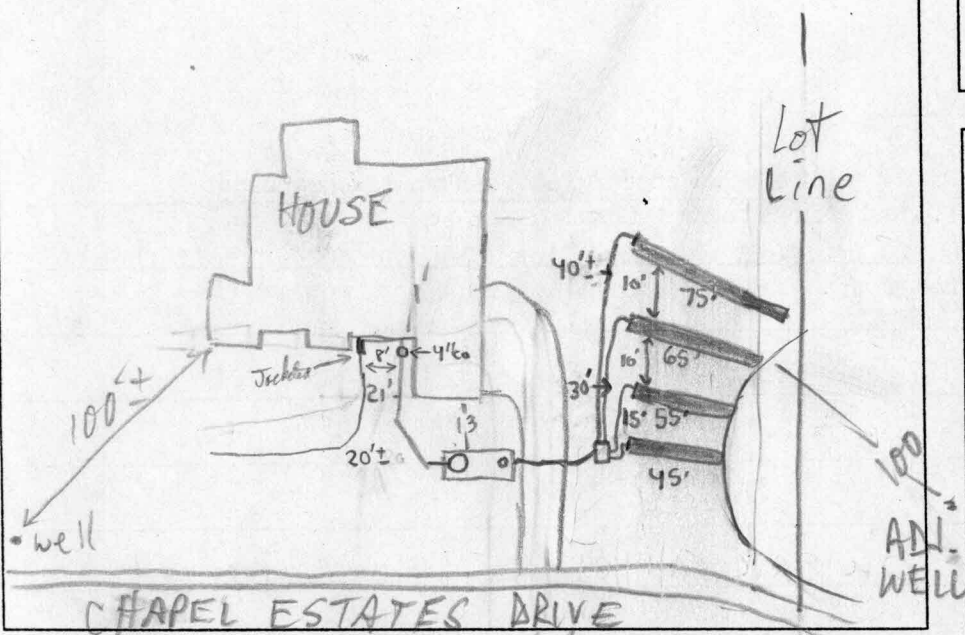 Lot
Line
HOUSE
40'±
10'
75'
8'
4" co
100'±
21'
30'
10'
65'
15'
55'
13'
20'±
45'
100
well
ADJ.
WELL
CHAPEL ESTATES DRIVE